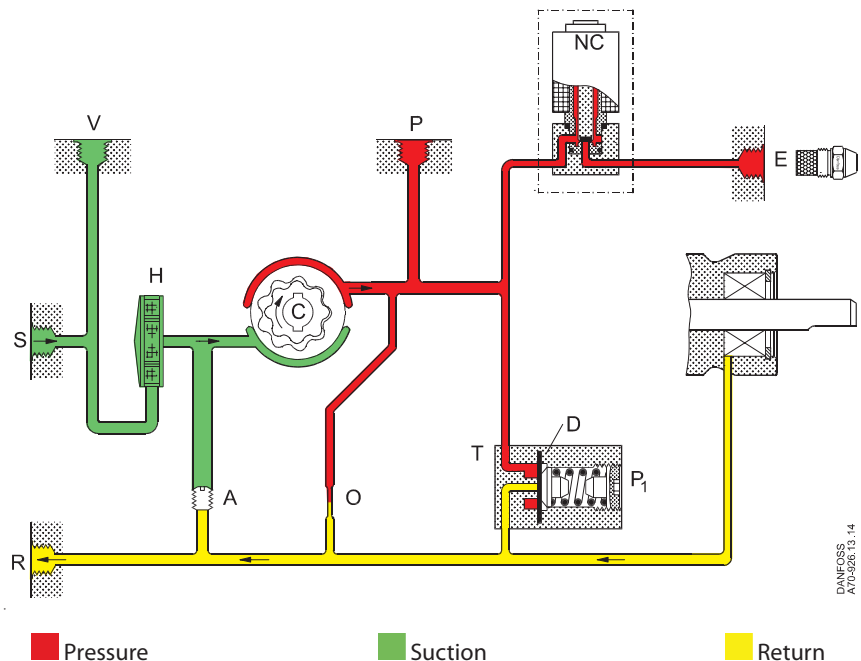 NC
V
P
E
H
S
C
D
T
P1
A
O
R
DANFOSS
A70-926.13.14
Pressure
Suction
Return